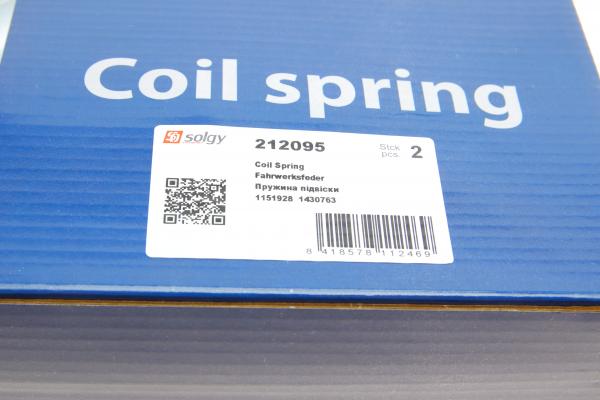 Coil spring
solgy 212095 Stck pcs. 2
Coil Spring
Fahrwerksfeder
Пружина підвіски
1151928 1430763
8 418578 112469